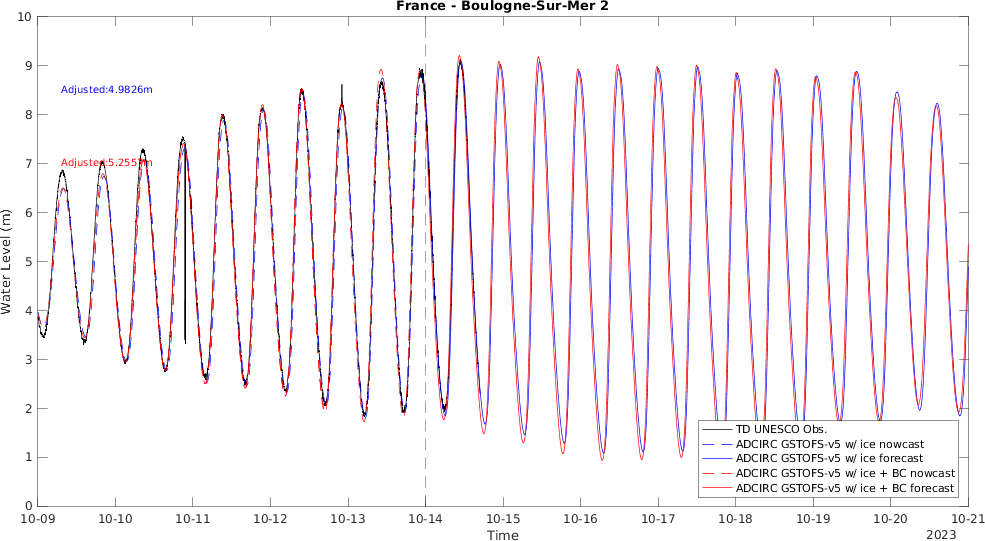 France - Boulogne-Sur-Mer 2
10
9
8
7
6
5
4
3
2
1
0
Water Level (m)
Adjusted:4.9826m
Adjusted:5.2557m
TD UNESCO Obs.
ADCIRC GSTOFS-v5 w/ ice nowcast
ADCIRC GSTOFS-v5 w/ ice forecast
ADCIRC GSTOFS-v5 w/ ice + BC nowcast
ADCIRC GSTOFS-v5 w/ ice + BC forecast
10-09 10-10 10-11 10-12 10-13 10-14 10-15 10-16 10-17 10-18 10-19 10-20 10-21
Time
2023